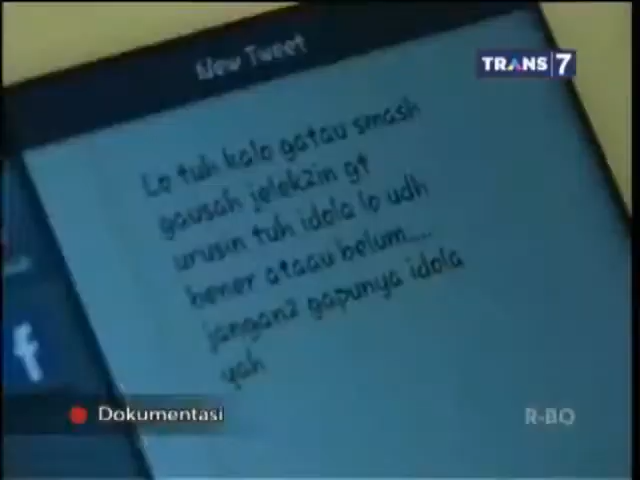 New Tweet
TRANS 7
Lo tuh kalo gatau smash
gausah jelek2in gt
urusin tuh idola lo udh
bener ataau belum....
jangan2 gapunya idola
yah
f
Dokumentasi
R-BO